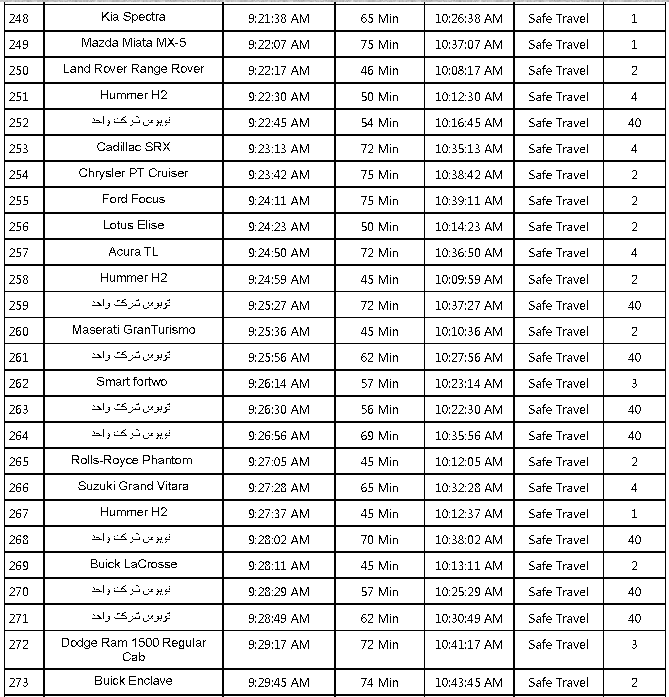 248 Kia Spectra 9:21:38 AM 65 Min 10:26:38 AM Safe Travel 1
249 Mazda Miata MX-5 9:22:07 AM 75 Min 10:37:07 AM Safe Travel 1
250 Land Rover Range Rover 9:22:17 AM 46 Min 10:08:17 AM Safe Travel 2
251 Hummer H2 9:22:30 AM 50 Min 10:12:30 AM Safe Travel 4
252 توبوس شرکت واحد 9:22:45 AM 54 Min 10:16:45 AM Safe Travel 40
253 Cadillac SRX 9:23:13 AM 72 Min 10:35:13 AM Safe Travel 4
254 Chrysler PT Cruiser 9:23:42 AM 75 Min 10:38:42 AM Safe Travel 2
255 Ford Focus 9:24:11 AM 75 Min 10:39:11 AM Safe Travel 2
256 Lotus Elise 9:24:23 AM 50 Min 10:14:23 AM Safe Travel 2
257 Acura TL 9:24:50 AM 72 Min 10:36:50 AM Safe Travel 4
258 Hummer H2 9:24:59 AM 45 Min 10:09:59 AM Safe Travel 2
259 توبوس شرکت واحد 9:25:27 AM 72 Min 10:37:27 AM Safe Travel 40
260 Maserati GranTurismo 9:25:36 AM 45 Min 10:10:36 AM Safe Travel 2
261 توبوس شرکت واحد 9:25:56 AM 62 Min 10:27:56 AM Safe Travel 40
262 Smart fortwo 9:26:14 AM 57 Min 10:23:14 AM Safe Travel 3
263 توبوس شرکت واحد 9:26:30 AM 56 Min 10:22:30 AM Safe Travel 40
264 توبوس شرکت واحد 9:26:56 AM 69 Min 10:35:56 AM Safe Travel 40
265 Rolls-Royce Phantom 9:27:05 AM 45 Min 10:12:05 AM Safe Travel 2
266 Suzuki Grand Vitara 9:27:28 AM 65 Min 10:32:28 AM Safe Travel 4
267 Hummer H2 9:27:37 AM 45 Min 10:12:37 AM Safe Travel 1
268 توبوس شرکت واحد 9:28:02 AM 70 Min 10:38:02 AM Safe Travel 40
269 Buick LaCrosse 9:28:11 AM 45 Min 10:13:11 AM Safe Travel 2
270 توبوس شرکت واحد 9:28:29 AM 57 Min 10:25:29 AM Safe Travel 40
271 توبوس شرکت واحد 9:28:49 AM 62 Min 10:30:49 AM Safe Travel 40
272 Dodge Ram 1500 Regular 9:29:17 AM 72 Min 10:41:17 AM Safe Travel 3
Cab
273 Buick Enclave 9:29:45 AM 74 Min 10:43:45 AM Safe Travel 2